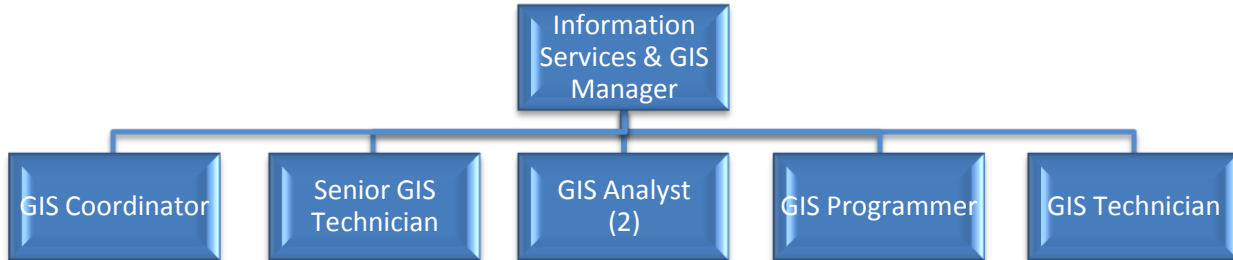 Information
Services & GIS
Manager
GIS Coordinator
Senior GIS
Technician
GIS Analyst
(2)
GIS Programmer
GIS Technician